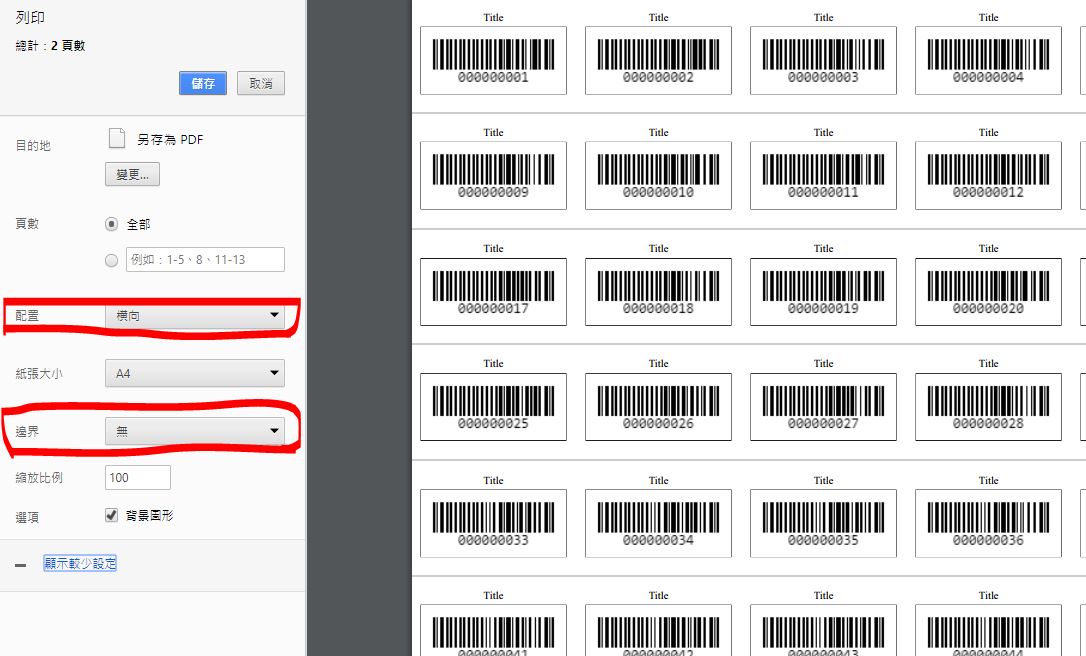 列印
總計：2 頁數
儲存 取消
目的地 另存為 PDF
變更...
頁數 全部
例如：1-5、8、11-13
配置 橫向
紙張大小 A4
邊界 無
縮放比例 100
選項 背景圖形
顯示較少設定
Title Title Title Title
000000001 000000002 000000003 000000004
Title Title Title Title
000000009 000000010 000000011 000000012
Title Title Title Title
000000017 000000018 000000019 000000020
Title Title Title Title
000000025 000000026 000000027 000000028
Title Title Title Title
000000033 000000034 000000035 000000036
Title Title Title Title
000000041 000000042 000000043 000000044